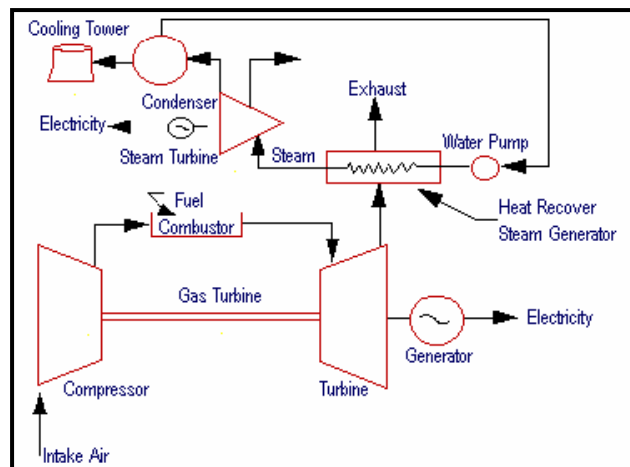 Cooling Tower
Condenser
Exhaust
Electricity
Water Pump
Steam Turbine
Steam
Fuel
Combustor
Heat Recover
Steam Generator
Gas Turbine
Electricity
Generator
Compressor
Turbine
Intake Air